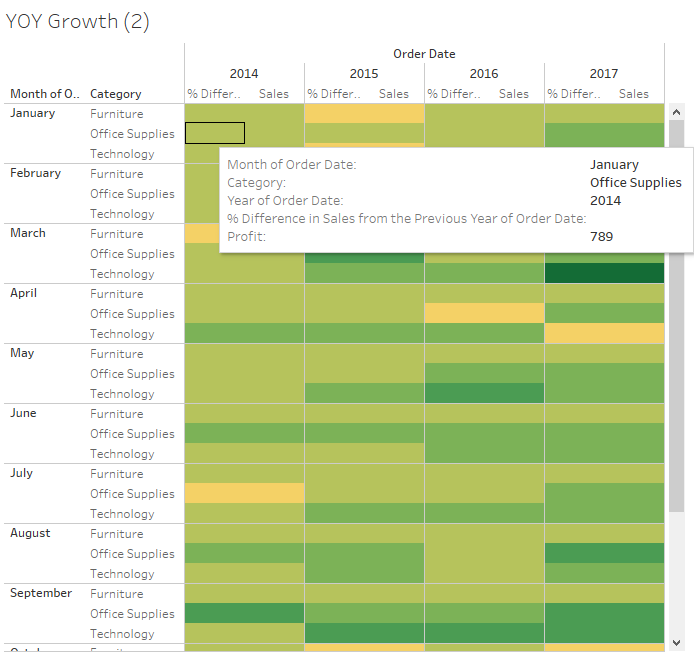 YOY Growth (2)
Order Date
2014 2015 2016 2017
Month of O.. Category % Differ.. Sales % Differ.. Sales % Differ.. Sales % Differ.. Sales
January Furniture
Office Supplies
Technology
Month of Order Date: January
Category: Office Supplies
Year of Order Date: 2014
% Difference in Sales from the Previous Year of Order Date:
Profit: 789
February Furniture
Office Supplies
Technology
March Furniture
Office Supplies
Technology
April Furniture
Office Supplies
Technology
May Furniture
Office Supplies
Technology
June Furniture
Office Supplies
Technology
July Furniture
Office Supplies
Technology
August Furniture
Office Supplies
Technology
September Furniture
Office Supplies
Technology